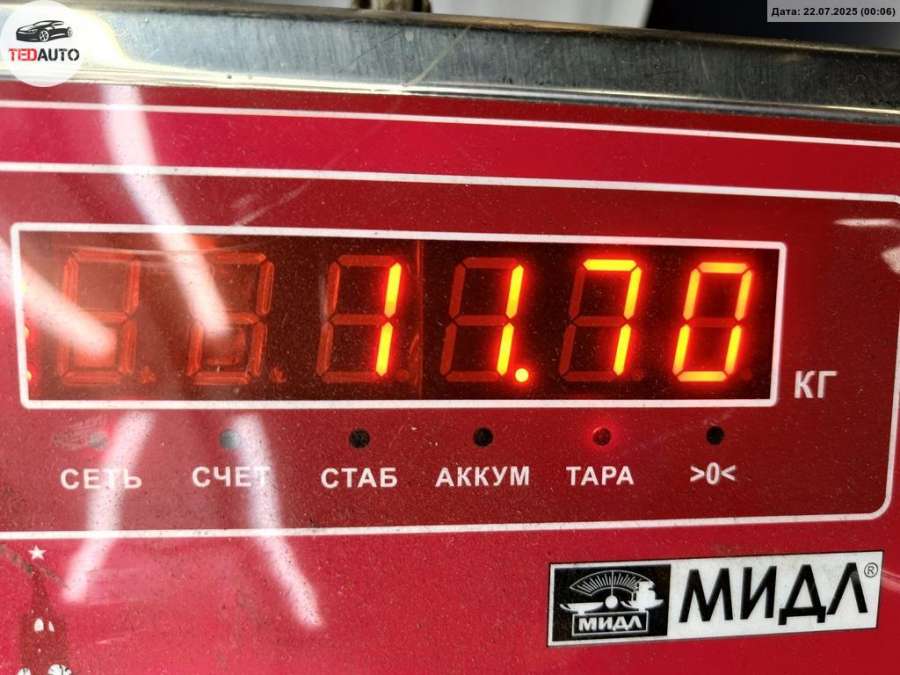 Дата: 22.07.2025 (00:06)
TEDAUTO
11.70
КГ
СЕТЬ СЧЕТ СТАБ АККУМ ТАРА >0<
МИДЛ МИДЛ®